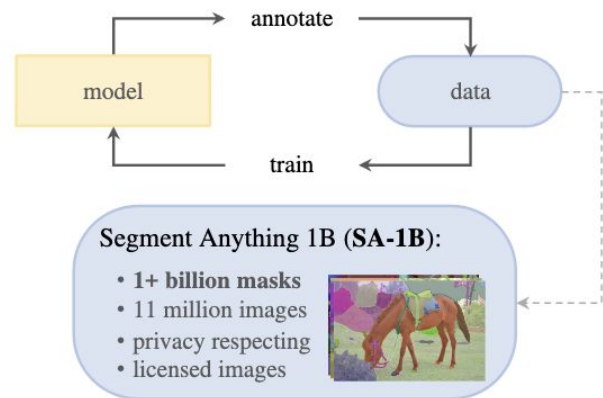 annotate
model
data
train
Segment Anything 1B (SA-1B):
• 1+ billion masks
• 11 million images
• privacy respecting
• licensed images